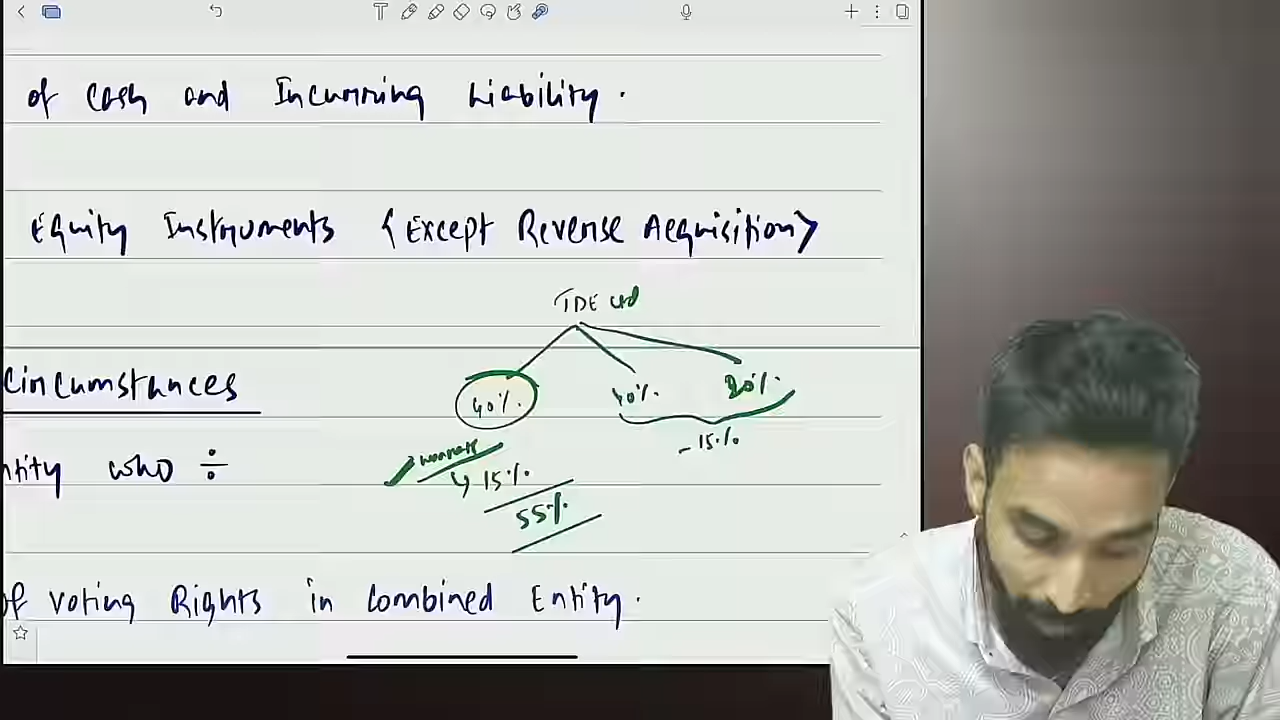 of cash and Incurring Liability.
Equity Instruments {Except Reverse Acquisition}
TDE Ltd
Circumstances
40%. 40%. 20%.
- 15%
warrants
↳ 15%.
55%.
ntity who ÷
of Voting Rights in Combined Entity.